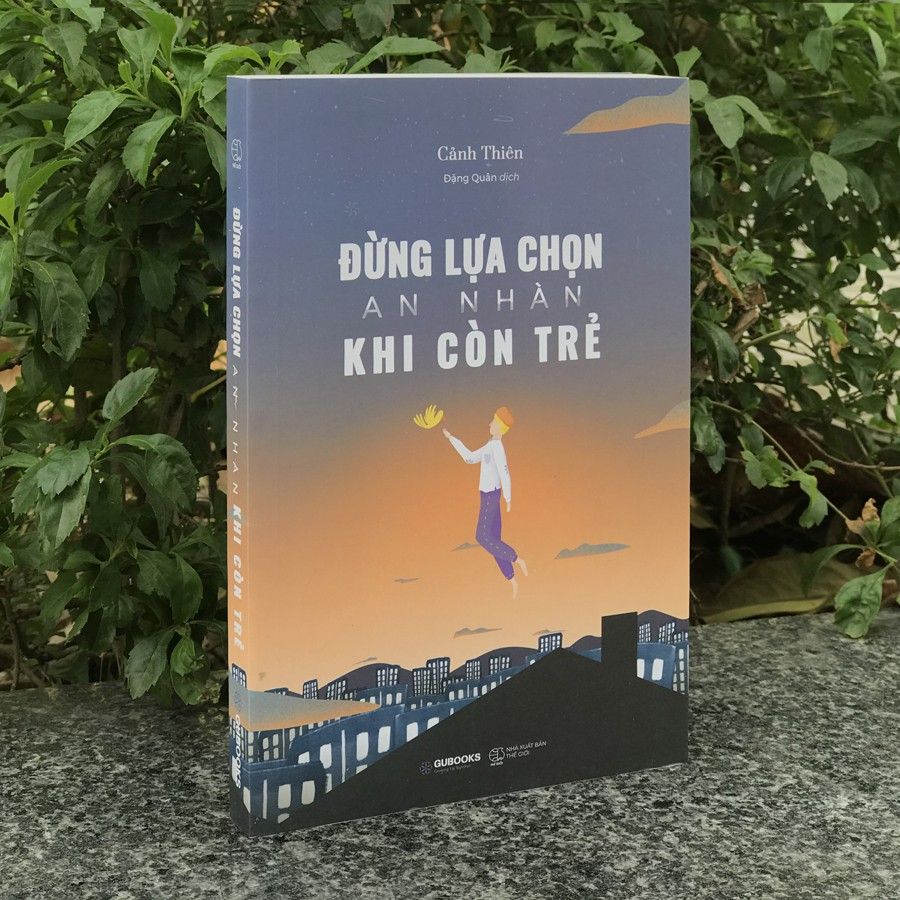 Cảnh Thiên
Đặng Quân dịch
ĐỪNG LỰA CHỌN
AN NHÀN
KHI CÒN TRẺ
ĐỪNG LỰA CHỌN AN NHÀN KHI CÒN TRẺ
GUBOOKS
NHÀ XUẤT BẢN
THẾ GIỚI